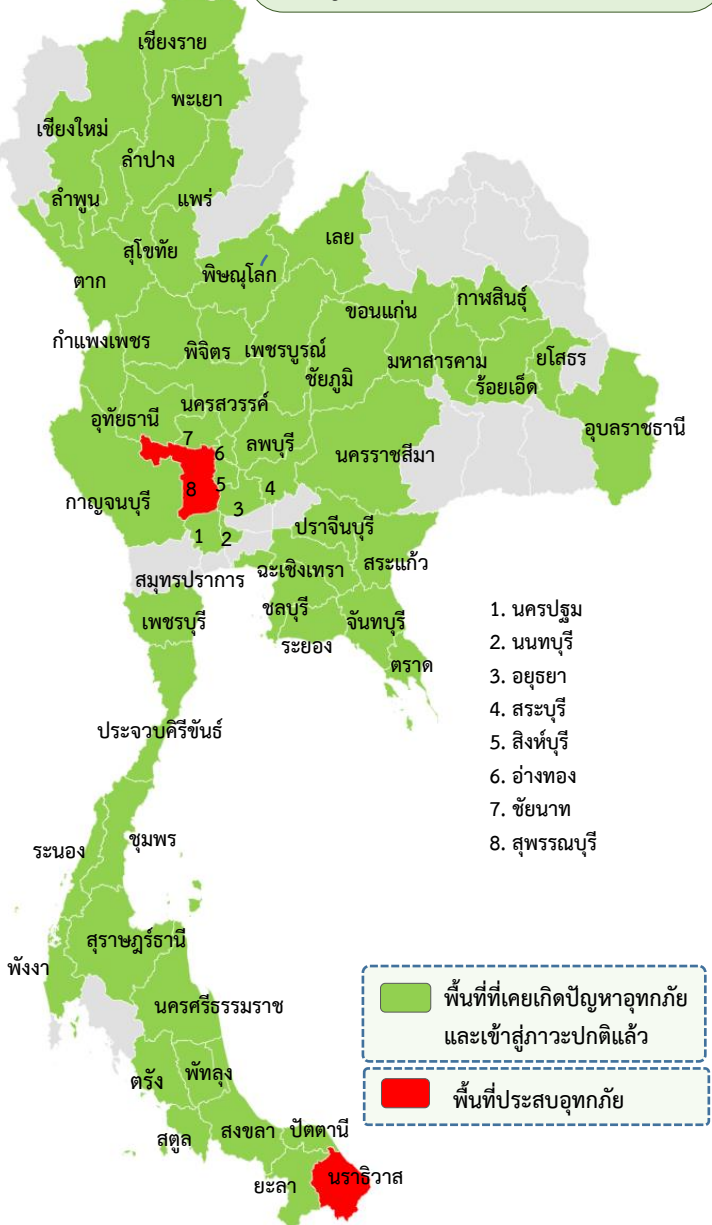 เชียงราย
พะเยา
เชียงใหม่
ลำปาง
ลำพูน
แพร่
เลย
สุโขทัย
ตาก
พิษณุโลก
ขอนแก่น
กาฬสินธุ์
กำแพงเพชร
พิจิตร
เพชรบูรณ์
มหาสารคาม
ยโสธร
ชัยภูมิ
ร้อยเอ็ด
นครสวรรค์
อุทัยธานี
อุบลราชธานี
7
ลพบุรี
6
นครราชสีมา
5
4
8
กาญจนบุรี
3
ปราจีนบุรี
1
2
สระแก้ว
ฉะเชิงเทรา
สมุทรปราการ
ชลบุรี
เพชรบุรี
จันทบุรี
ระยอง
ตราด
1. นครปฐม
2. นนทบุรี
3. อยุธยา
4. สระบุรี
5. สิงห์บุรี
6. อ่างทอง
7. ชัยนาท
8. สุพรรณบุรี
ประจวบคิรีขันธ์
ชุมพร
ระนอง
สุราษฎร์ธานี
พังงา
นครศรีธรรมราช
พื้นที่ที่เคยเกิดปัญหาอุทกภัย
และเข้าสู่ภาวะปกติแล้ว
พื้นที่ประสบอุทกภัย
ตรัง
พัทลุง
สตูล
สงขลา
ปัตตานี
ยะลา
นราธิวาส